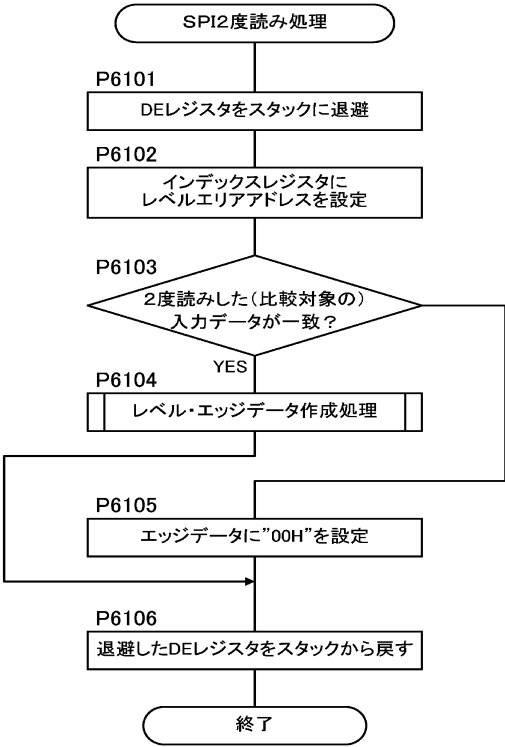 SPI2度読み処理
P6101
DEレジスタをスタックに退避
P6102
インデックスレジスタに
レベルエリアアドレスを設定
P6103
2度読みした(比較対象の)
入力データが一致?
YES
P6104
レベル・エッジデータ作成処理
P6105
エッジデータに"00H"を設定
P6106
退避したDEレジスタをスタックから戻す
終了